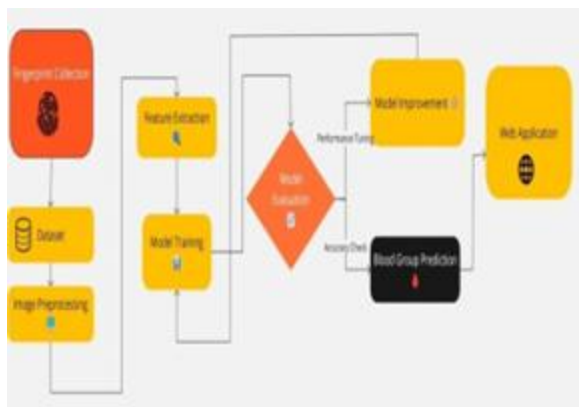 Fingerprint Collection
Dataset
Image Preprocessing
Feature Extraction
Model Training
Model
Evaluation
Performance Tuning
Accuracy Check
Model Improvement
Blood Group Prediction
Web Application